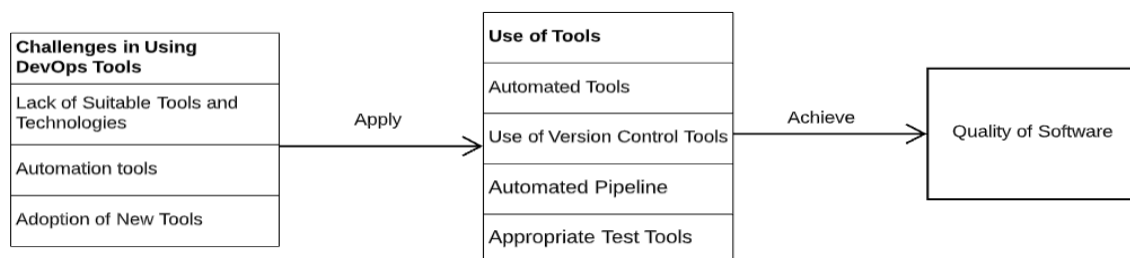 Challenges in Using
DevOps Tools
Lack of Suitable Tools and
Technologies
Automation tools
Adoption of New Tools
Apply
Use of Tools
Automated Tools
Use of Version Control Tools
Automated Pipeline
Appropriate Test Tools
Achieve
Quality of Software